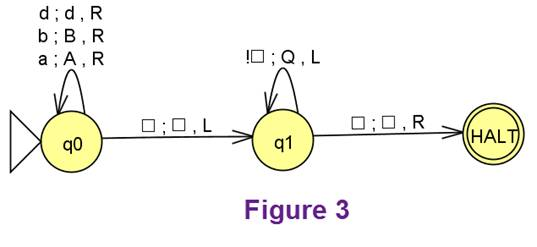 d ; d , R
b ; B , R
a ; A , R
!□ ; Q , L
q0
□ ; □ , L
q1
□ ; □ , R
HALT
Figure 3